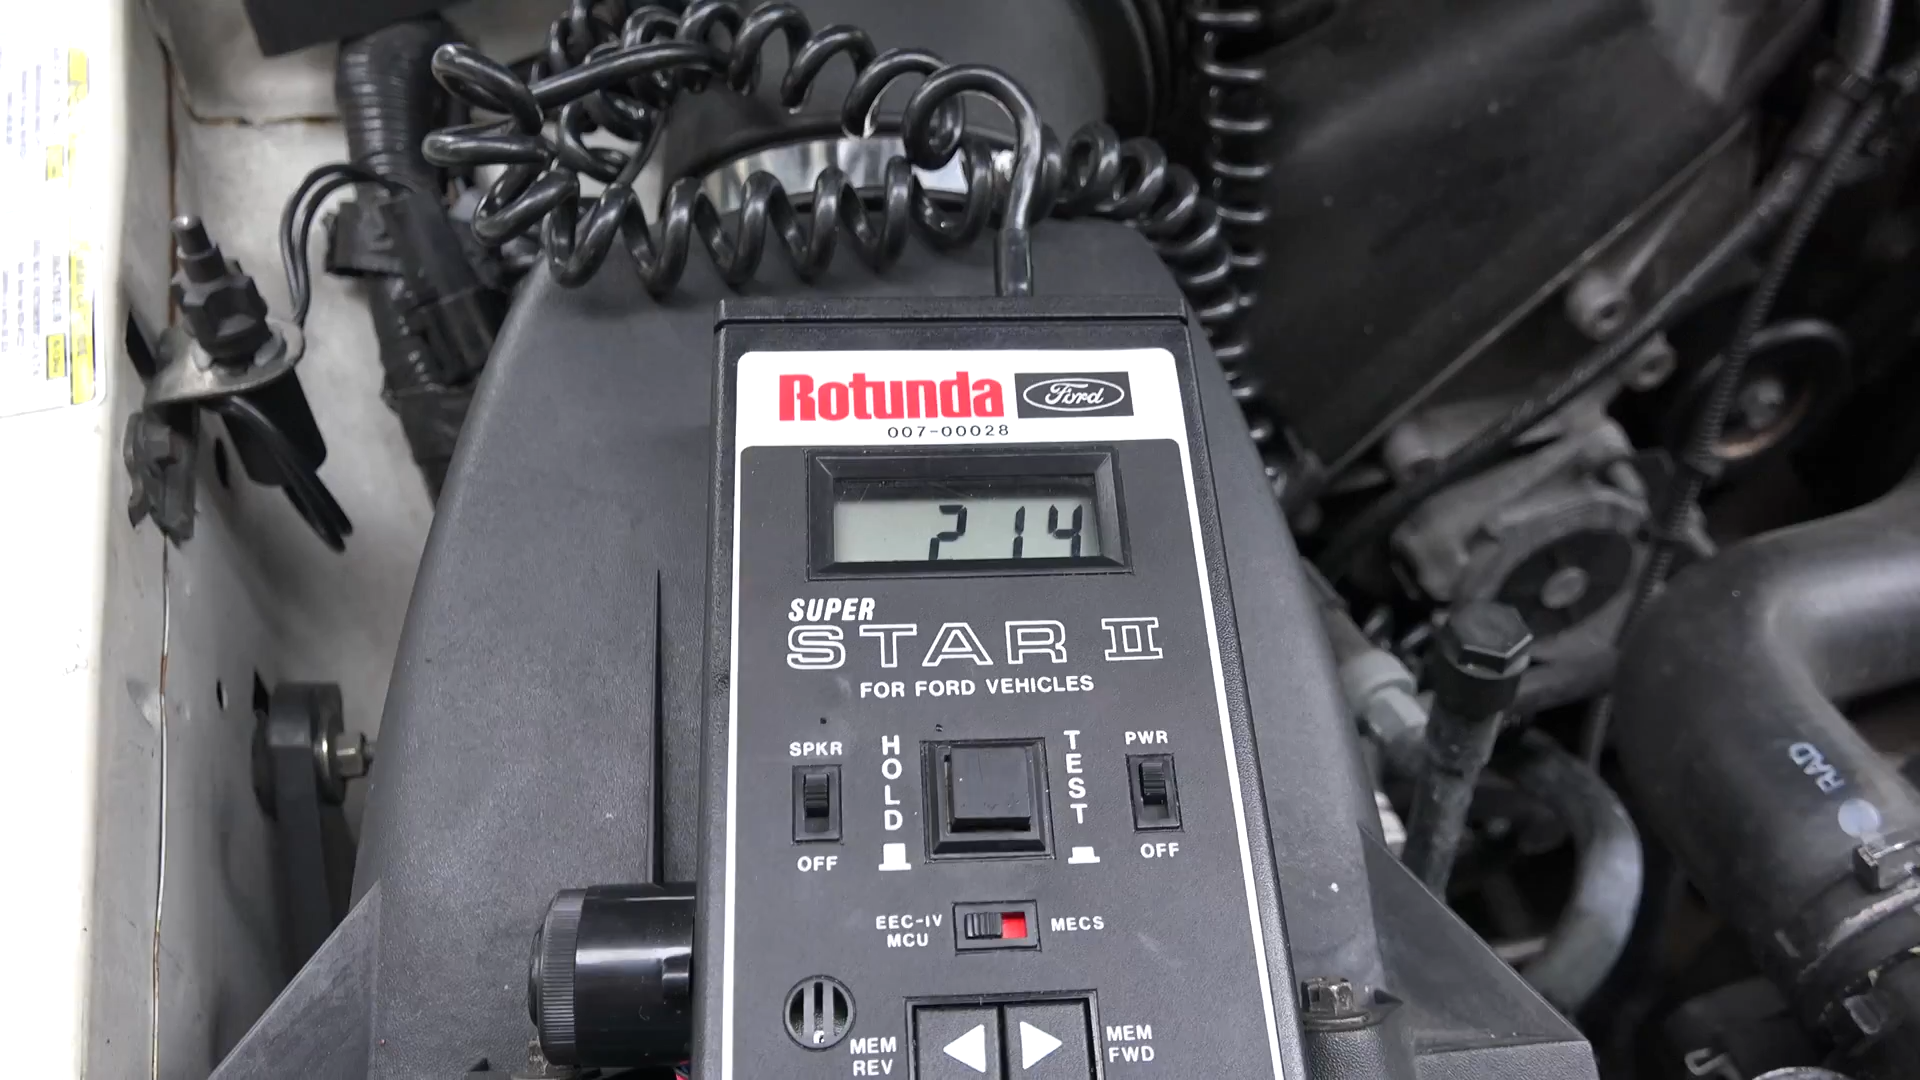 Rotunda Ford
007-00028
214
SUPER
STAR II
FOR FORD VEHICLES
SPKR
OFF
HOLD
TEST
PWR
OFF
EEC-IV
MCU
MECS
MEM
REV
MEM
FWD
RAD